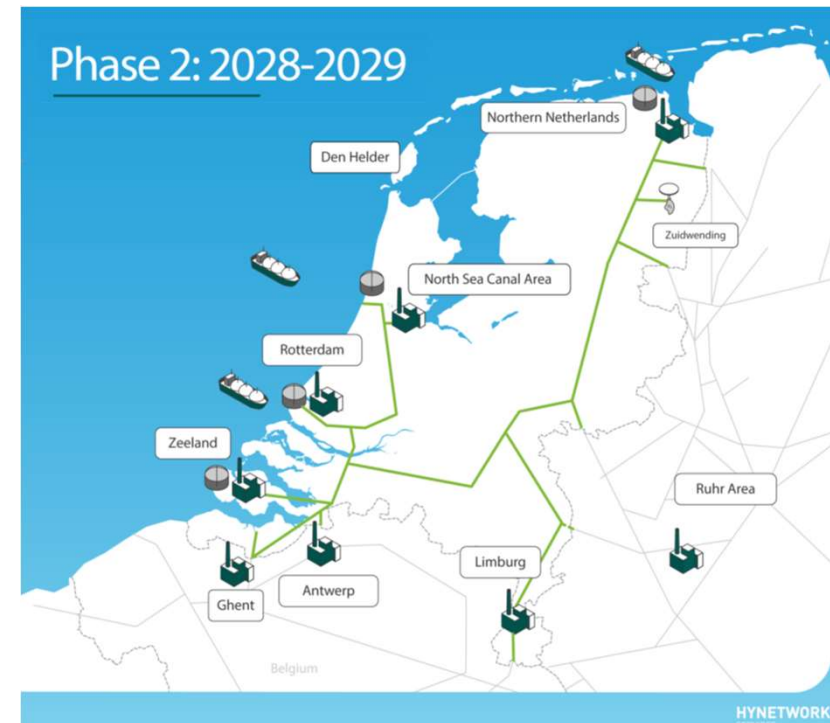 Phase 2: 2028-2029
Northern Netherlands
Den Helder
Zuidwending
North Sea Canal Area
Rotterdam
Zeeland
Ruhr Area
Limburg
Antwerp
Ghent
Belgium
HYNETWORK